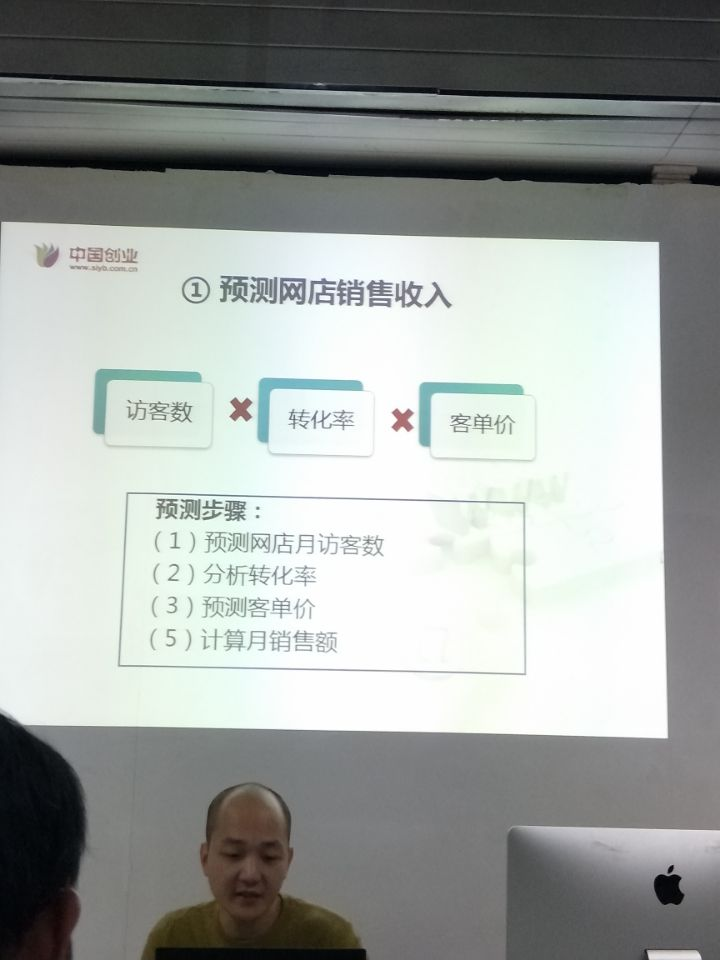 中国创业
www.siyb.com.cn
① 预测网店销售收入
访客数 ✖ 转化率 ✖ 客单价
预测步骤：
（1）预测网店月访客数
（2）分析转化率
（3）预测客单价
（5）计算月销售额